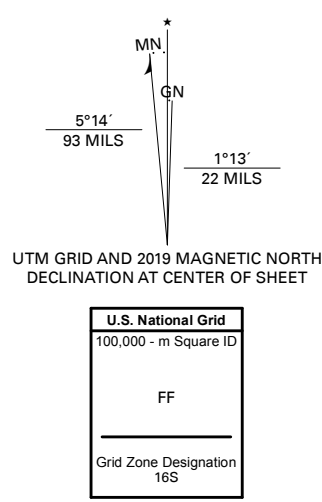 ★
MN
GN
5°14´
93 MILS
1°13´
22 MILS
UTM GRID AND 2019 MAGNETIC NORTH
DECLINATION AT CENTER OF SHEET
U.S. National Grid
100,000 - m Square ID
FF
Grid Zone Designation
16S